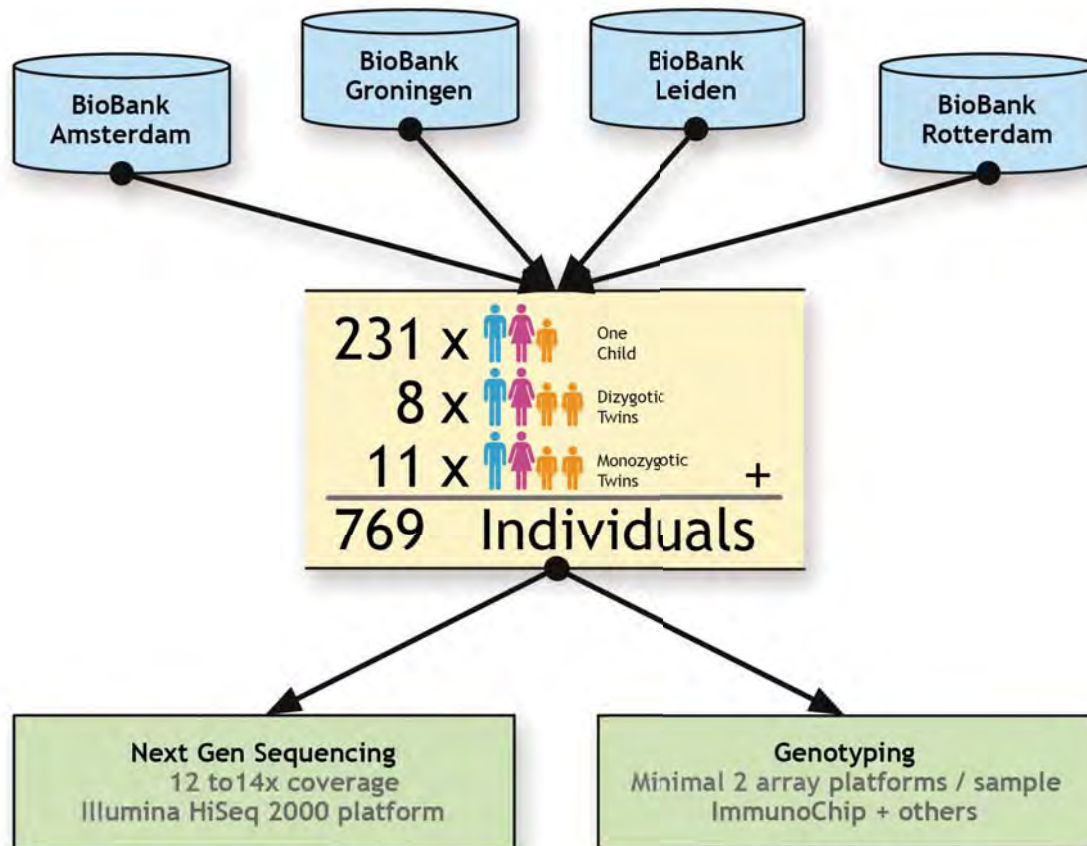 BioBank
Amsterdam
BioBank
Groningen
BioBank
Leiden
BioBank
Rotterdam
231 x
One
Child
8 x
Dizygotic
Twins
11 x
Monozygotic
Twins
+
769 Individuals
Next Gen Sequencing
12 to14x coverage
Illumina HiSeq 2000 platform
Genotyping
Minimal 2 array platforms / sample
ImmunoChip + others